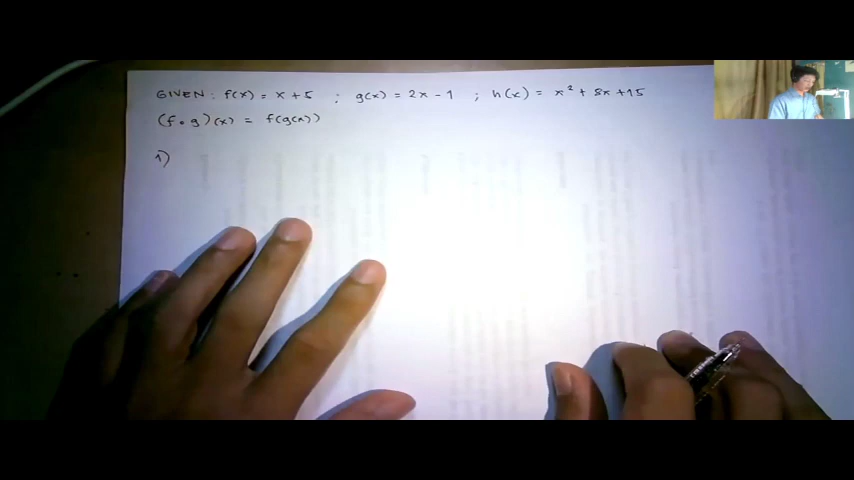 GIVEN: f(x) = x + 5 ; g(x) = 2x - 1 ; h(x) = x² + 8x + 15
(f ∘ g)(x) = f(g(x))
1)